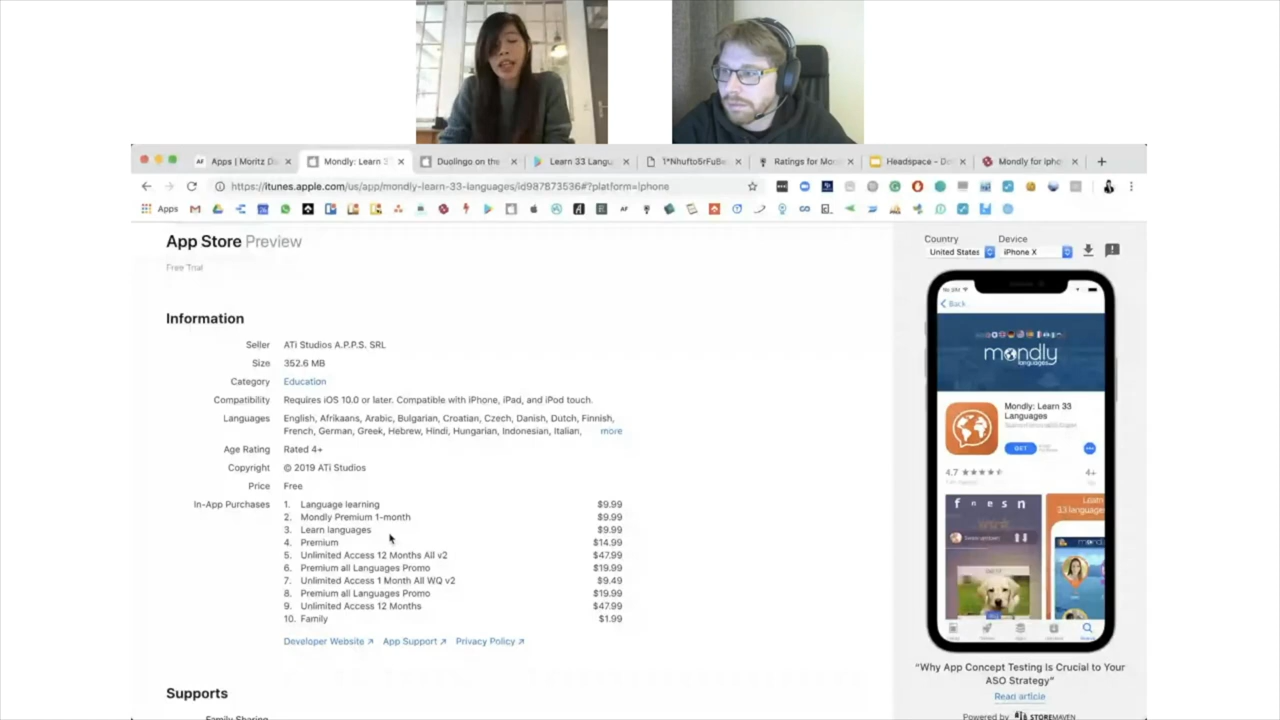 Apps | Moritz Da
Mondly: Learn 3
Duolingo on the
Learn 33 Langu
Ratings for Mon
Headspace - Do
Mondly for ipho
https://itunes.apple.com/us/app/mondly-learn-33-languages/id987873536#?platform=iphone
Apps
App Store Preview
Free Trial
Information
Seller ATi Studios A.P.P.S. SRL
Size 352.6 MB
Category Education
Compatibility Requires iOS 10.0 or later. Compatible with iPhone, iPad, and iPod touch.
Languages English, Afrikaans, Arabic, Bulgarian, Croatian, Czech, Danish, Dutch, Finnish,
French, German, Greek, Hebrew, Hindi, Hungarian, Indonesian, Italian, more
Age Rating Rated 4+
Copyright © 2019 ATi Studios
Price Free
In-App Purchases 1. Language learning $9.99
2. Mondly Premium 1-month $9.99
3. Learn languages $9.99
4. Premium $14.99
5. Unlimited Access 12 Months All v2 $47.99
6. Premium all Languages Promo $19.99
7. Unlimited Access 1 Month All WQ v2 $9.49
8. Premium all Languages Promo $19.99
9. Unlimited Access 12 Months $47.99
10. Family $1.99
Developer Website App Support Privacy Policy
Supports
Family Sharing
Country Device
United States iPhone X
Back
mondly
languages
Mondly: Learn 33
Languages
GET
4.7 4+
f n e s n
Learn
33 language
"Why App Concept Testing Is Crucial to Your
ASO Strategy"
Read article
Powered by STOREMAVEN